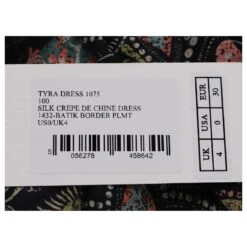 TYRA DRESS 1075
100
SILK CREPE DE CHINE DRESS
1432-BATIK BORDER PLMT
US0/UK4
5 056278 458642
EUR 30
USA 0
UK 4